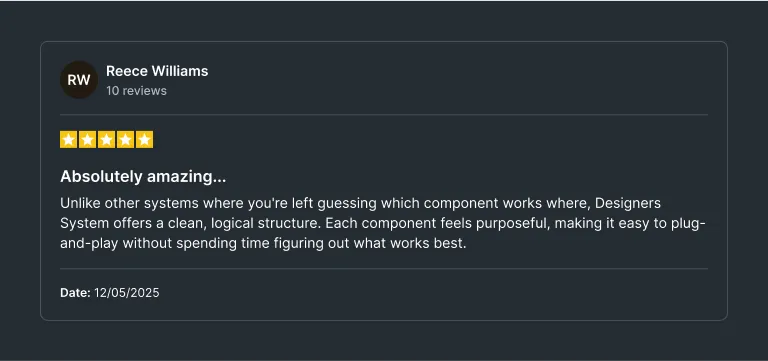 RW
Reece Williams
10 reviews
Absolutely amazing...
Unlike other systems where you're left guessing which component works where, Designers
System offers a clean, logical structure. Each component feels purposeful, making it easy to plug-
and-play without spending time figuring out what works best.
Date: 12/05/2025